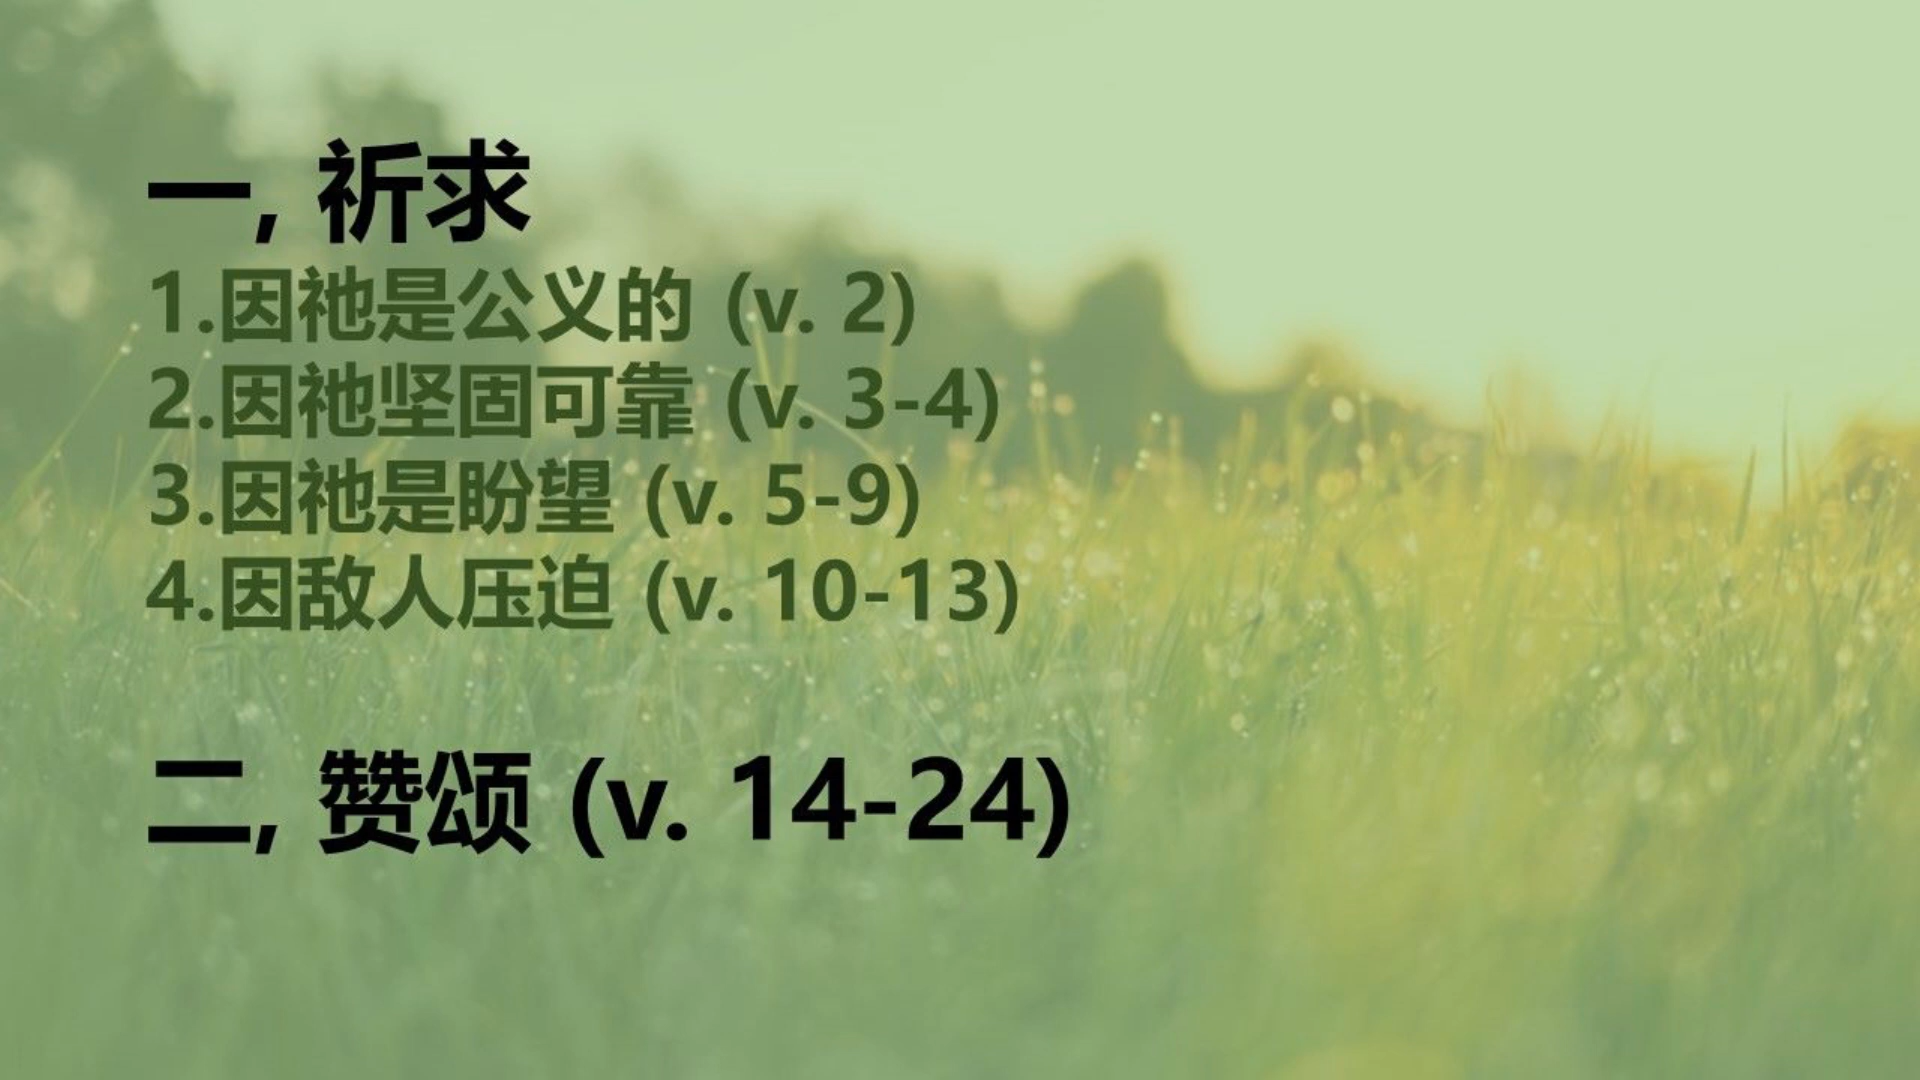 一, 祈求
1.因祂是公义的 (v. 2)
2.因祂坚固可靠 (v. 3-4)
3.因祂是盼望 (v. 5-9)
4.因敌人压迫 (v. 10-13)
二, 赞颂 (v. 14-24)